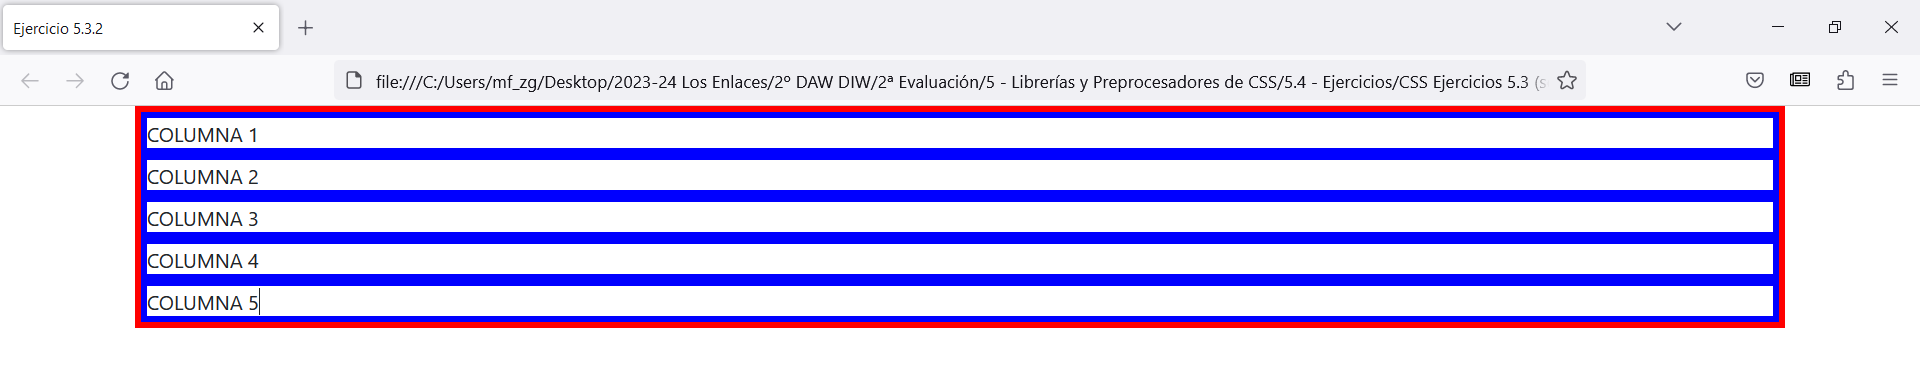 Ejercicio 5.3.2
file:///C:/Users/mf_zg/Desktop/2023-24 Los Enlaces/2º DAW DIW/2ª Evaluación/5 - Librerías y Preprocesadores de CSS/5.4 - Ejercicios/CSS Ejercicios 5.3 (s
COLUMNA 1
COLUMNA 2
COLUMNA 3
COLUMNA 4
COLUMNA 5